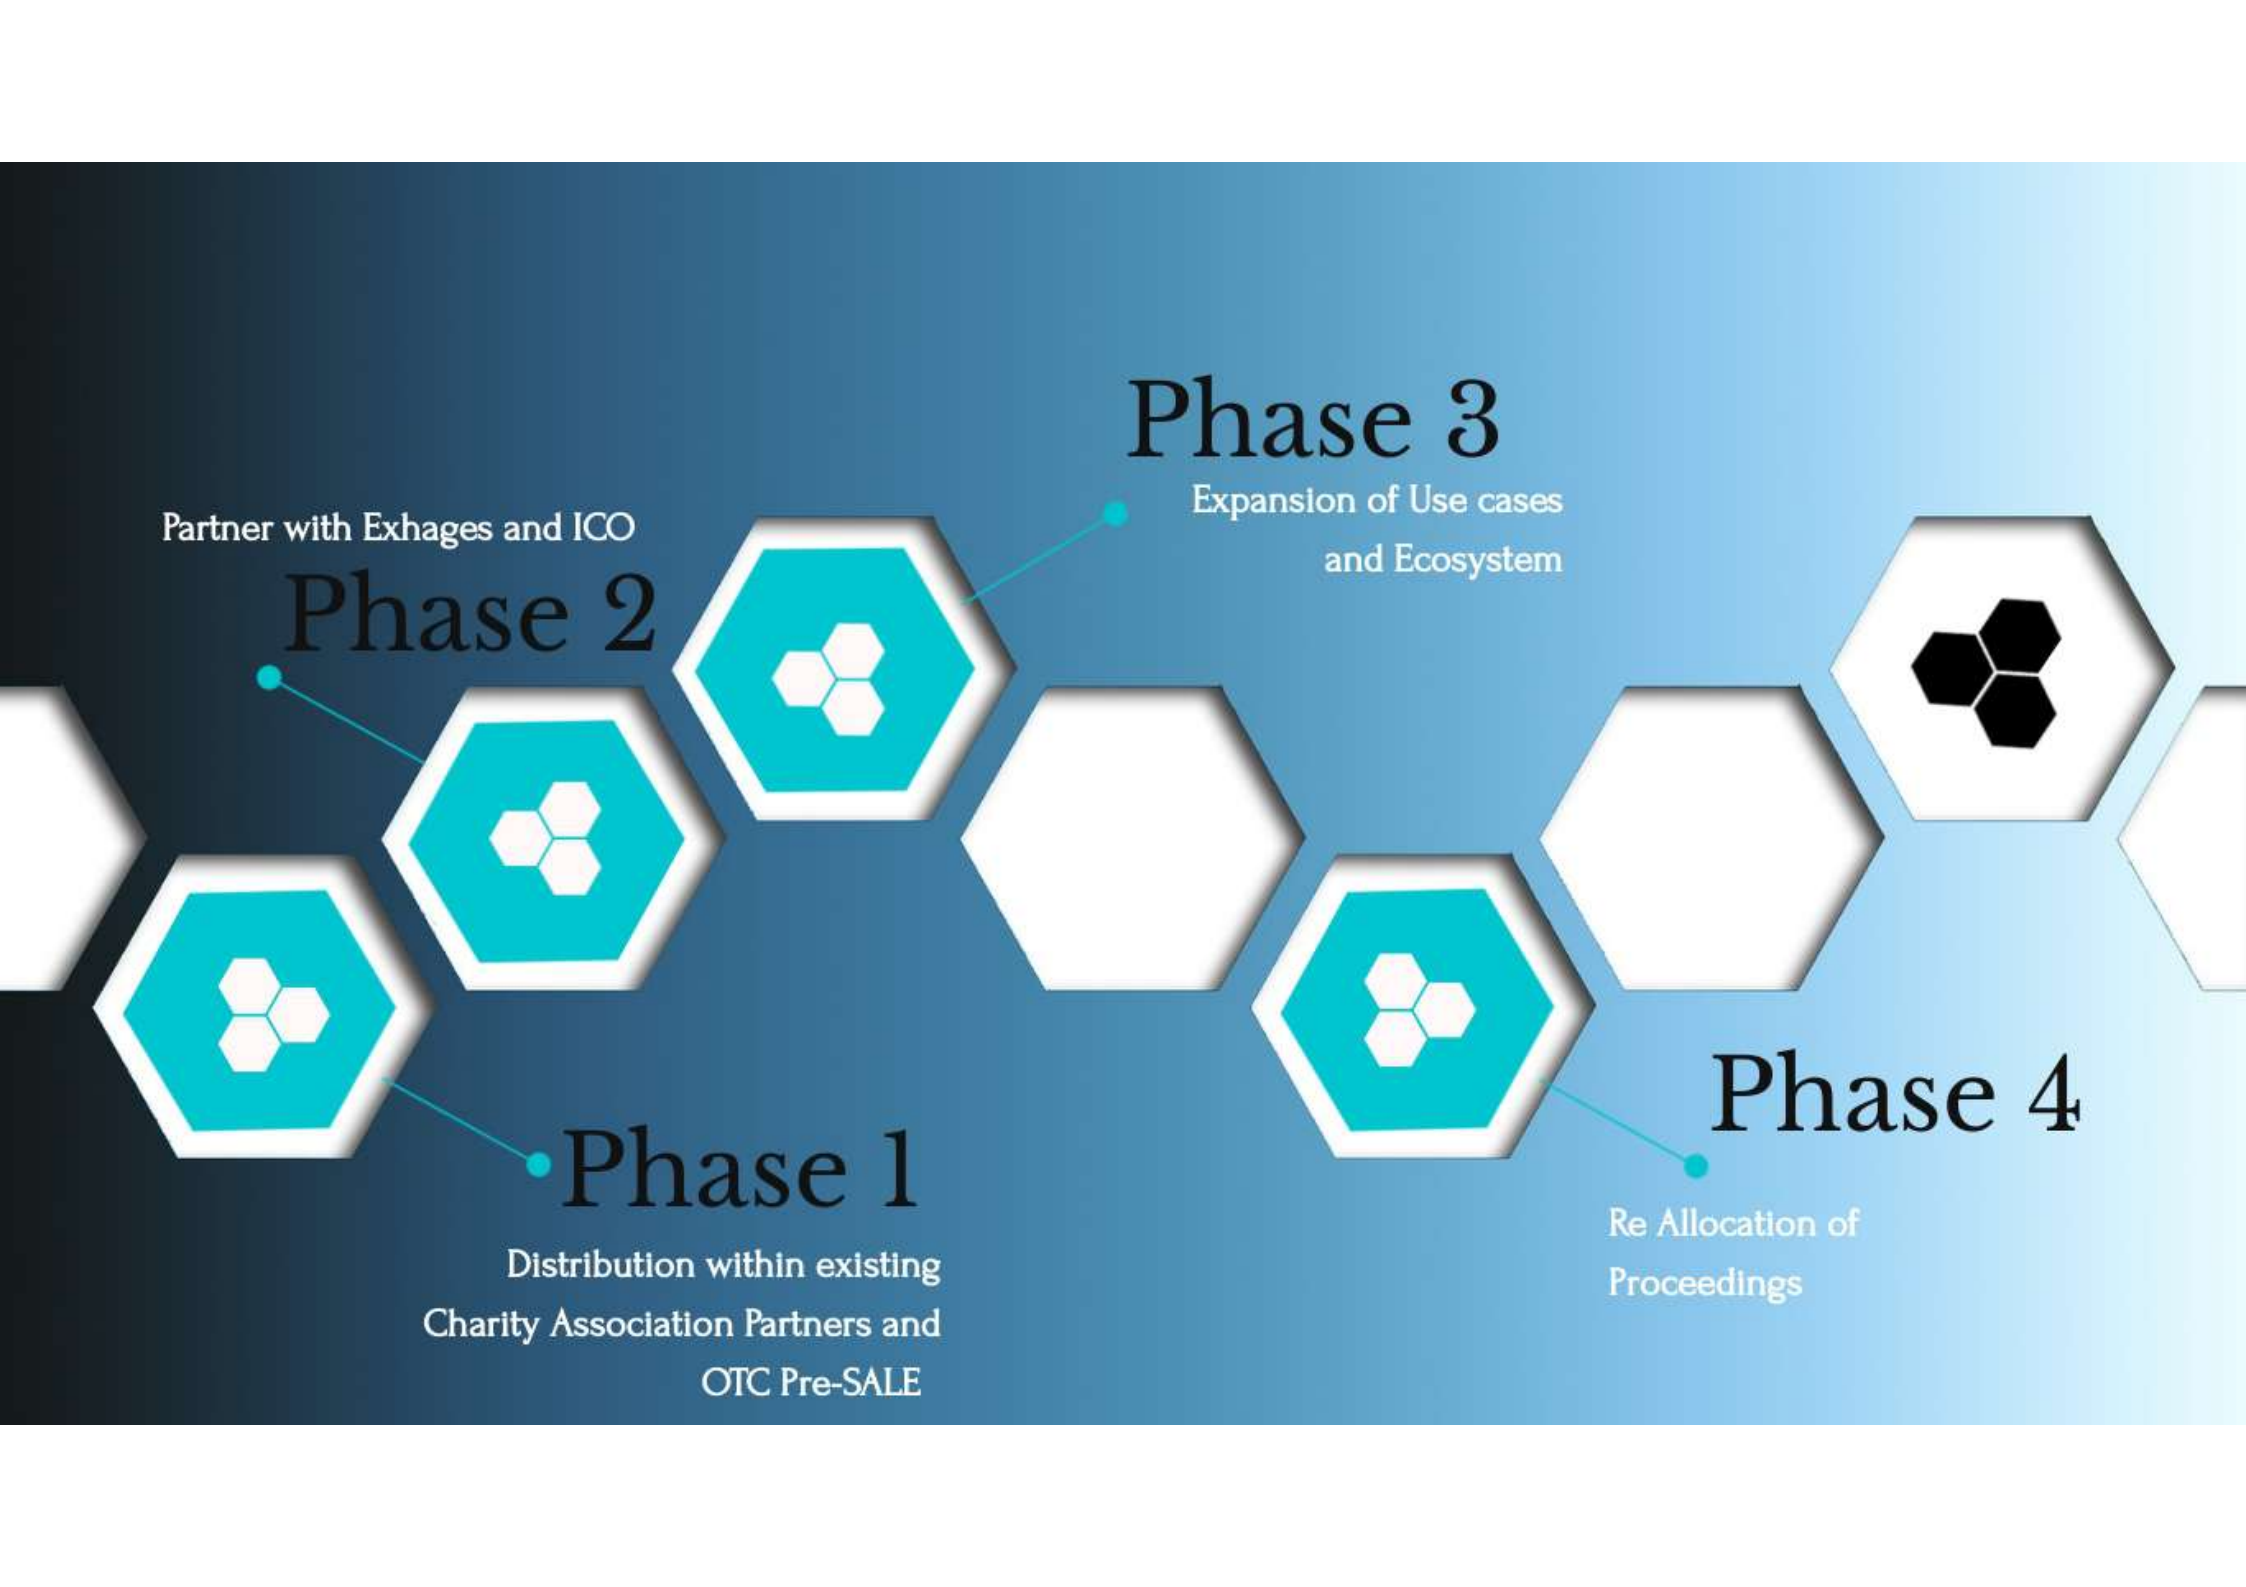 Phase 3
Expansion of Use cases
and Ecosystem
Partner with Exhages and ICO
Phase 2
Phase 1
Distribution within existing
Charity Association Partners and
OTC Pre-SALE
Phase 4
Re Allocation of
Proceedings